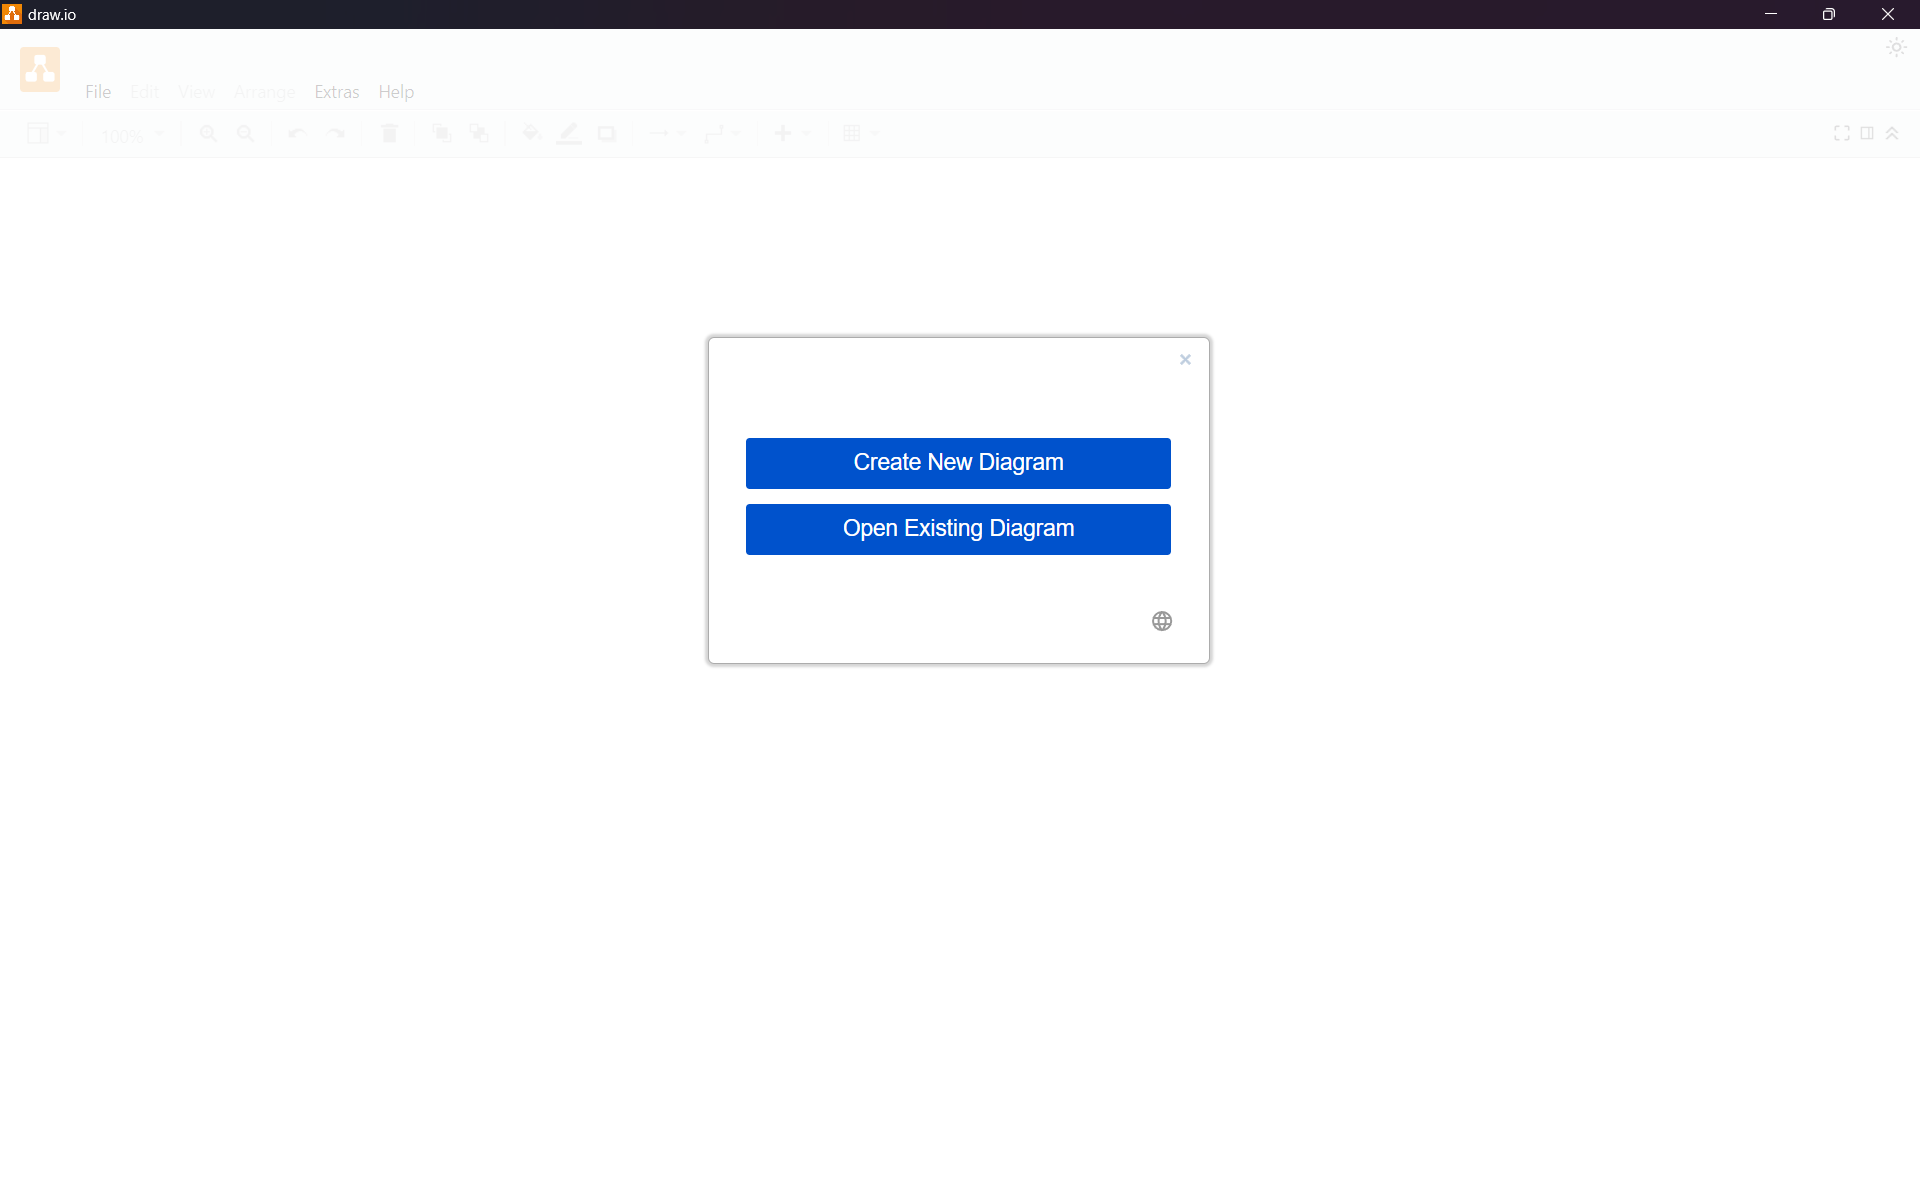 draw.io
File Edit View Arrange Extras Help
100%
Create New Diagram
Open Existing Diagram